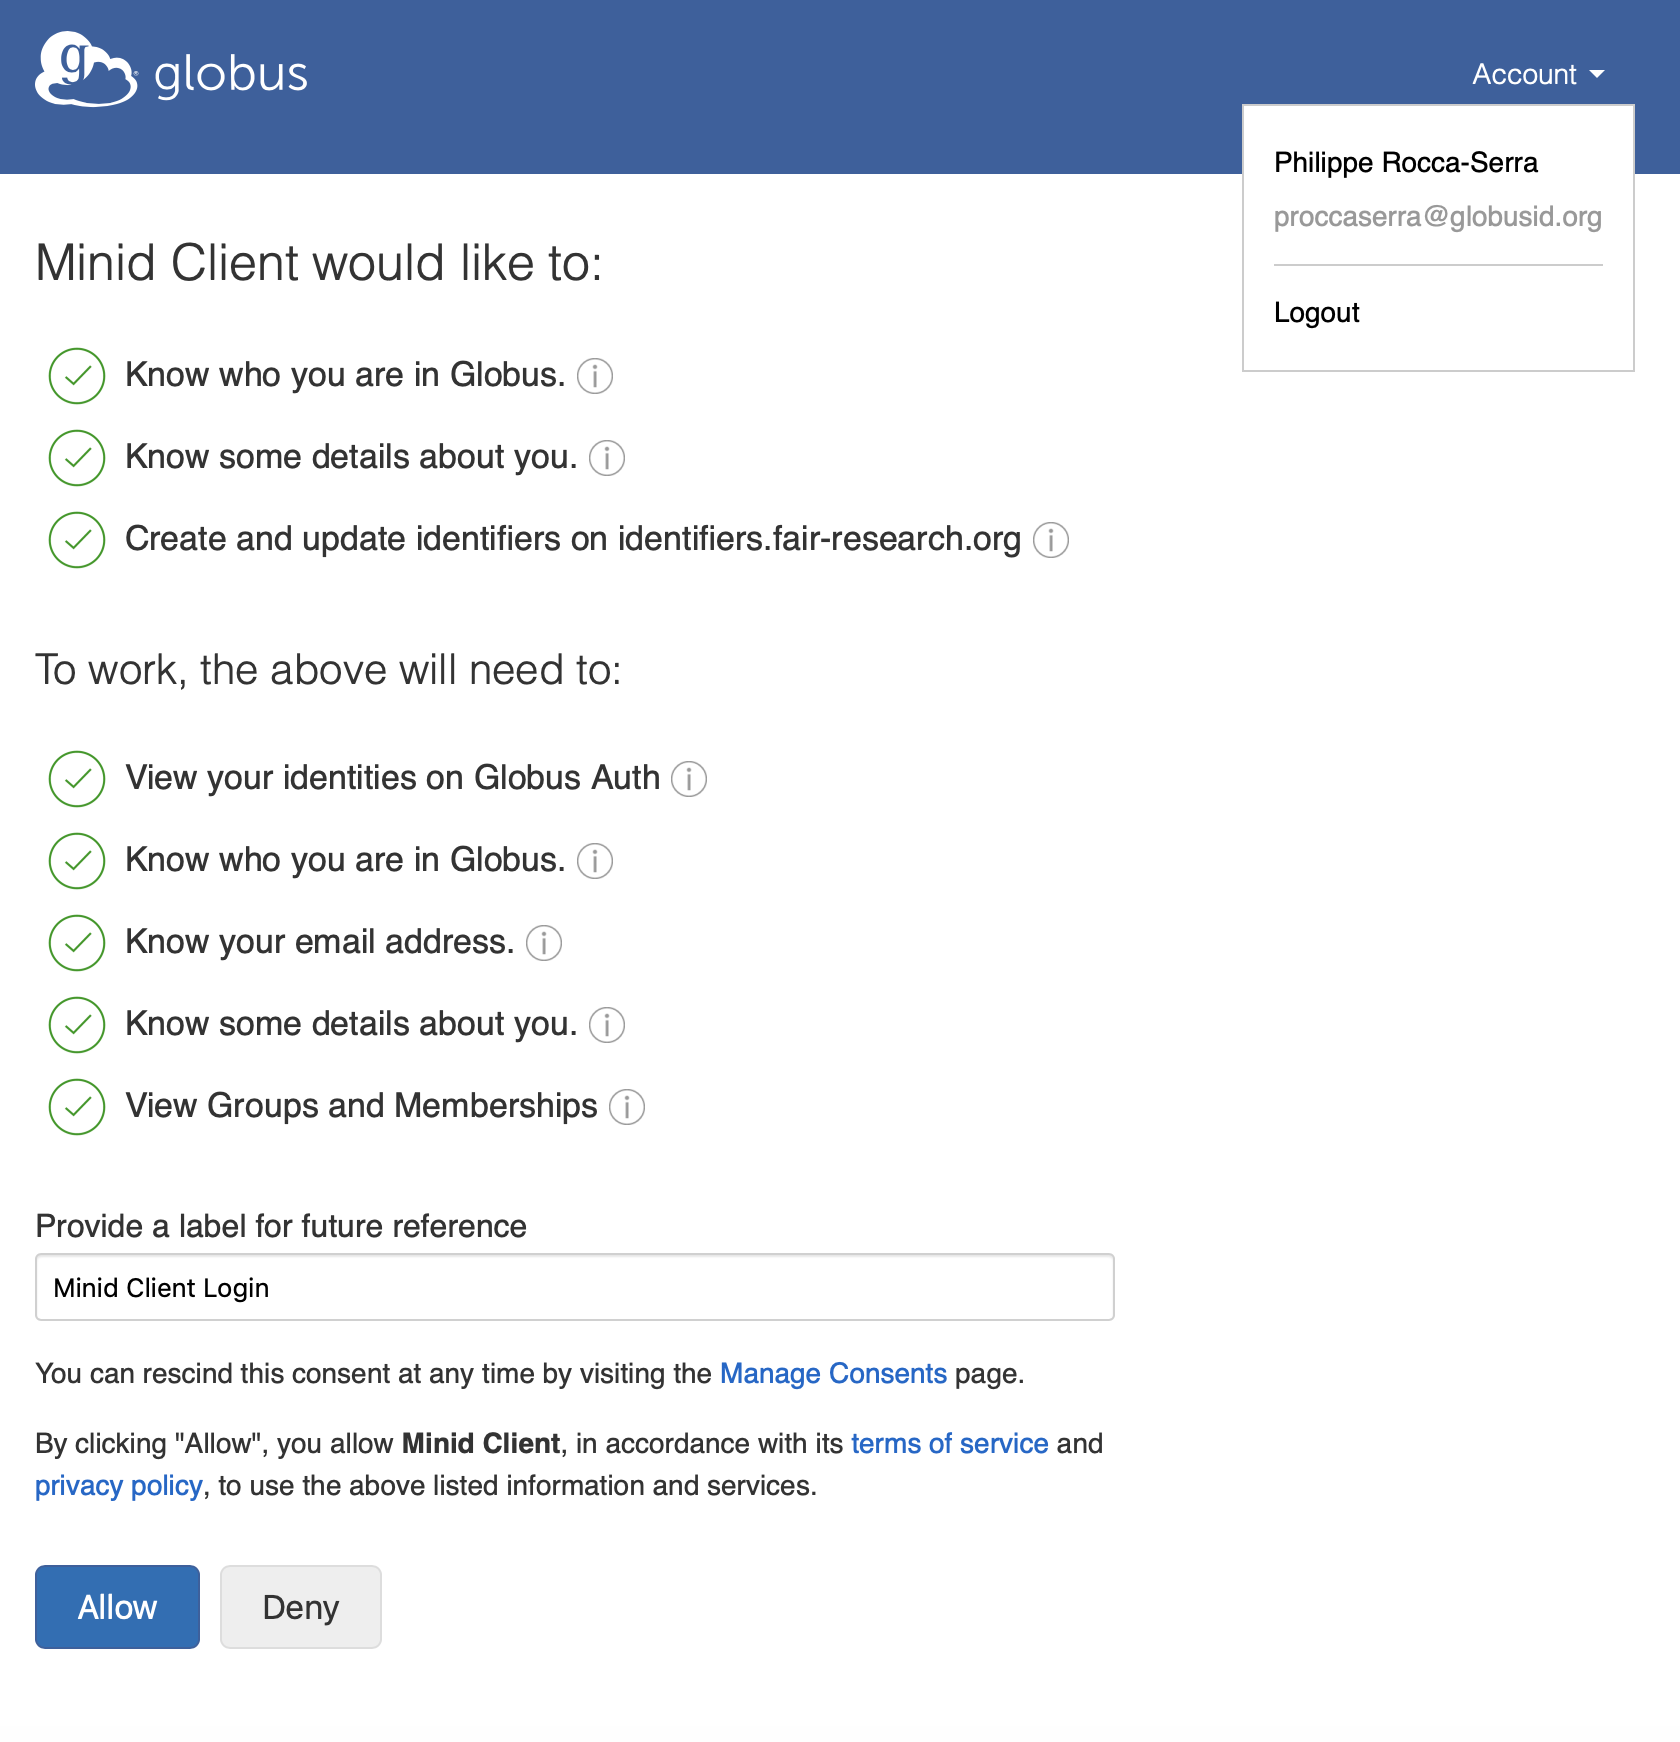 globus
Account
Philippe Rocca-Serra
proccaserra@globusid.org
Logout
Minid Client would like to:
Know who you are in Globus.
Know some details about you.
Create and update identifiers on identifiers.fair-research.org
To work, the above will need to:
View your identities on Globus Auth
Know who you are in Globus.
Know your email address.
Know some details about you.
View Groups and Memberships
Provide a label for future reference
Minid Client Login
You can rescind this consent at any time by visiting the Manage Consents page.
By clicking "Allow", you allow Minid Client, in accordance with its terms of service and
privacy policy, to use the above listed information and services.
Allow
Deny